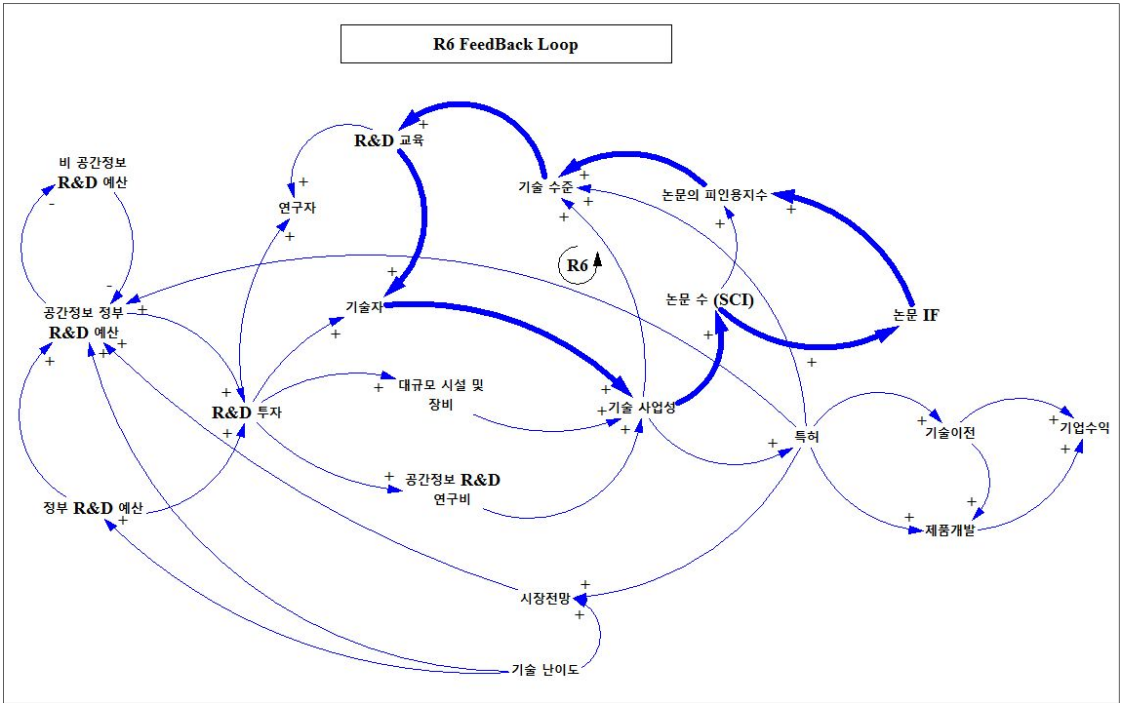 R6 FeedBack Loop
R&D 교육
비 공간정보
R&D 예산
기술 수준
논문의 피인용지수
연구자
R6
논문 수 (SCI)
기술자
공간정보 정부
R&D 예산
논문 IF
대규모 시설 및
장비
R&D 투자
기술 사업성
특허
기술이전
기업수익
공간정보 R&D
연구비
정부 R&D 예산
제품개발
시장전망
기술 난이도